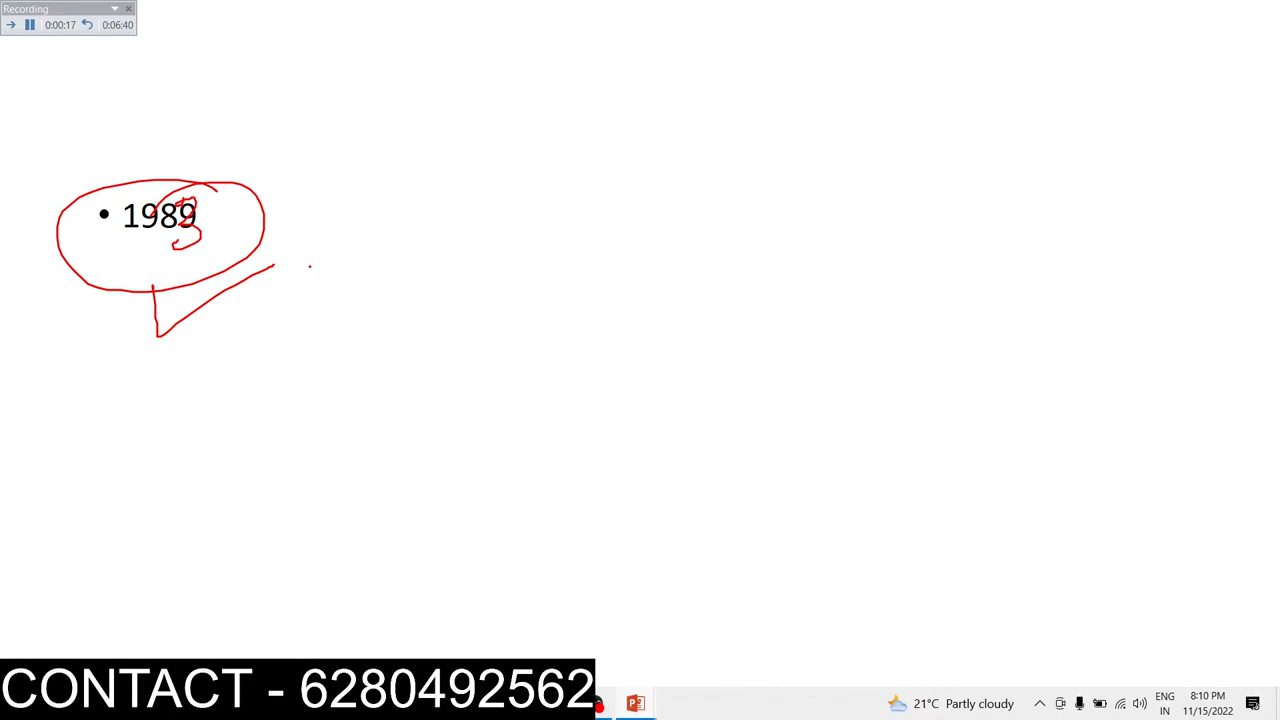 Recording
0:00:17 0:06:40
• 1989
3
CONTACT - 6280492562
21°C Partly cloudy
ENG
IN
8:10 PM
11/15/2022